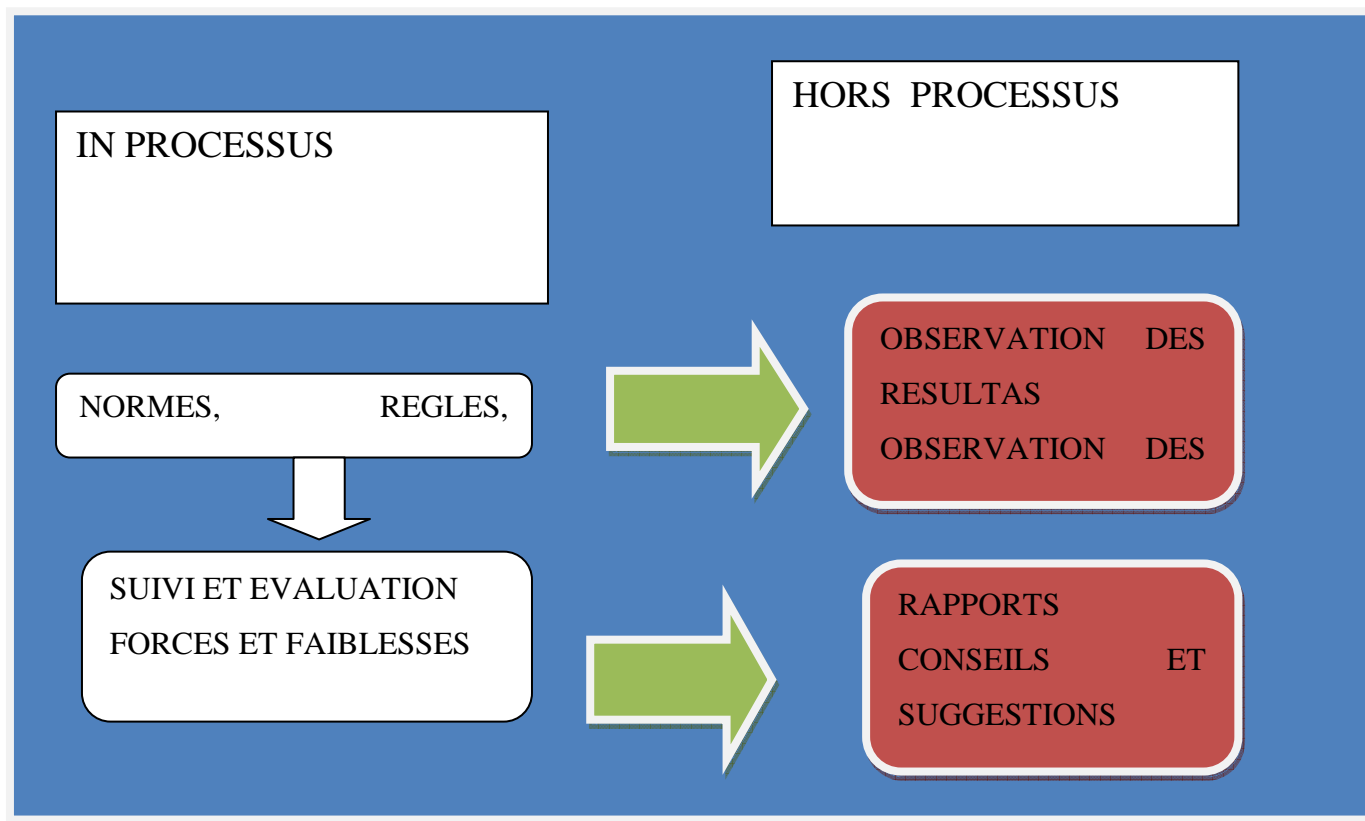 IN PROCESSUS
HORS PROCESSUS
NORMES, REGLES,
OBSERVATION DES
RESULTAS
OBSERVATION DES
SUIVI ET EVALUATION
FORCES ET FAIBLESSES
RAPPORTS
CONSEILS ET
SUGGESTIONS